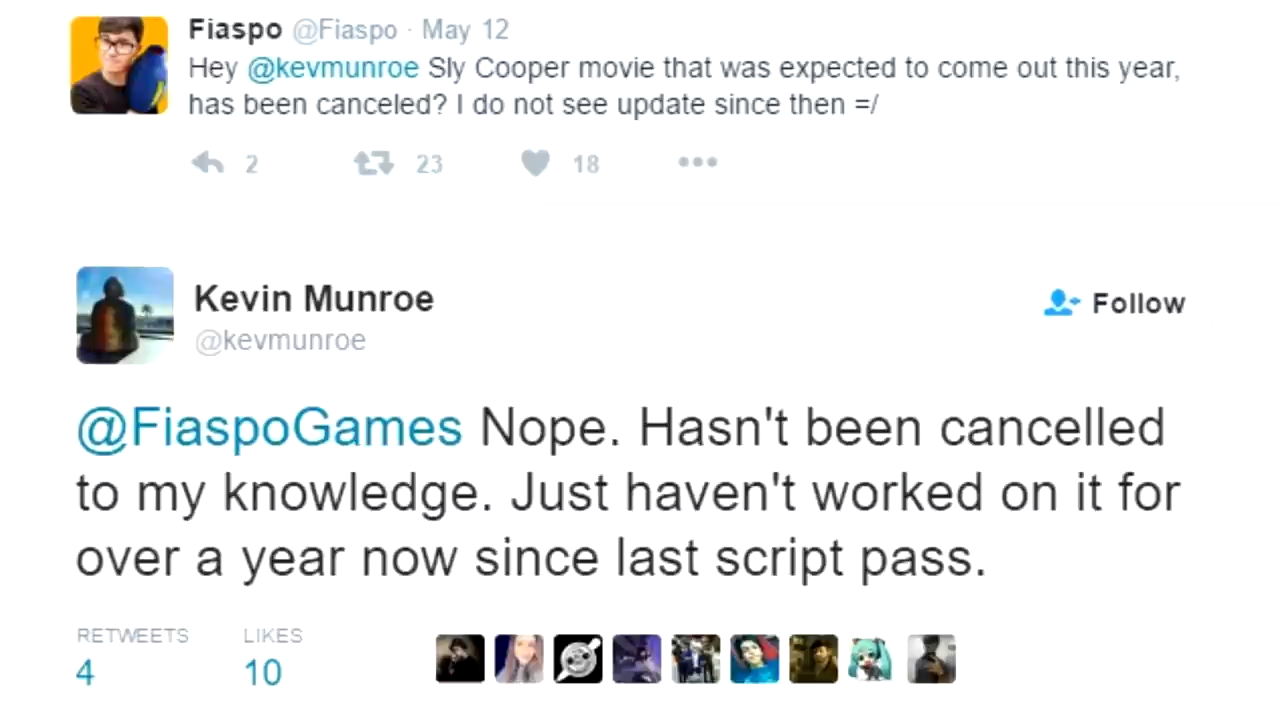 Fiaspo @Fiaspo · May 12
Hey @kevmunroe Sly Cooper movie that was expected to come out this year,
has been canceled? I do not see update since then =/
2 23 18
Kevin Munroe
Follow
@kevmunroe
@FiaspoGames Nope. Hasn't been cancelled
to my knowledge. Just haven't worked on it for
over a year now since last script pass.
RETWEETS LIKES
4 10